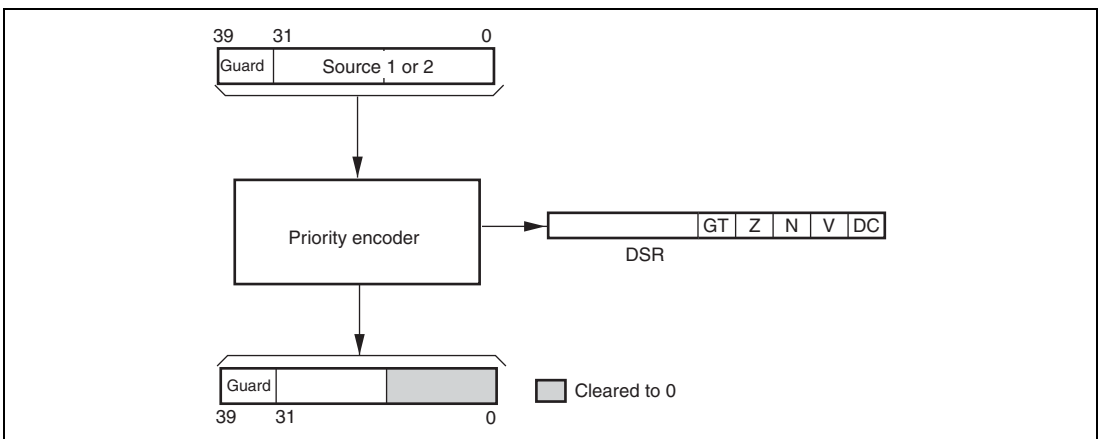 39 31 0
Guard Source 1 or 2
Priority encoder
GT Z N V DC
DSR
Guard
Cleared to 0
39 31 0